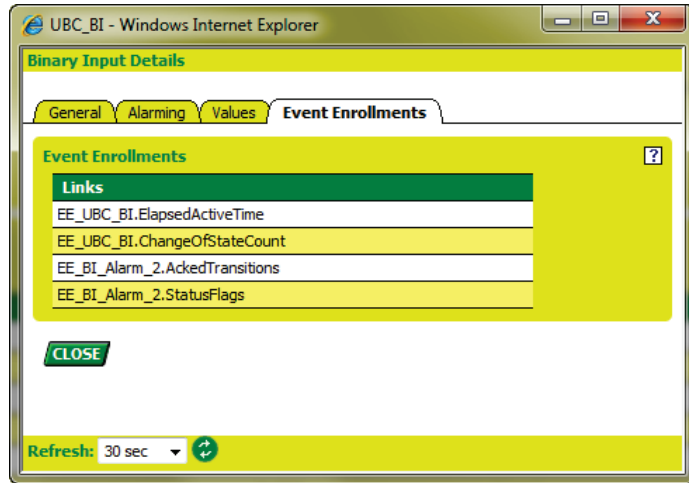 UBC_BI - Windows Internet Explorer
Binary Input Details
General Alarming Values Event Enrollments
Event Enrollments ?
Links
EE_UBC_BI.ElapsedActiveTime
EE_UBC_BI.ChangeOfStateCount
EE_BI_Alarm_2.AckedTransitions
EE_BI_Alarm_2.StatusFlags
CLOSE
Refresh: 30 sec